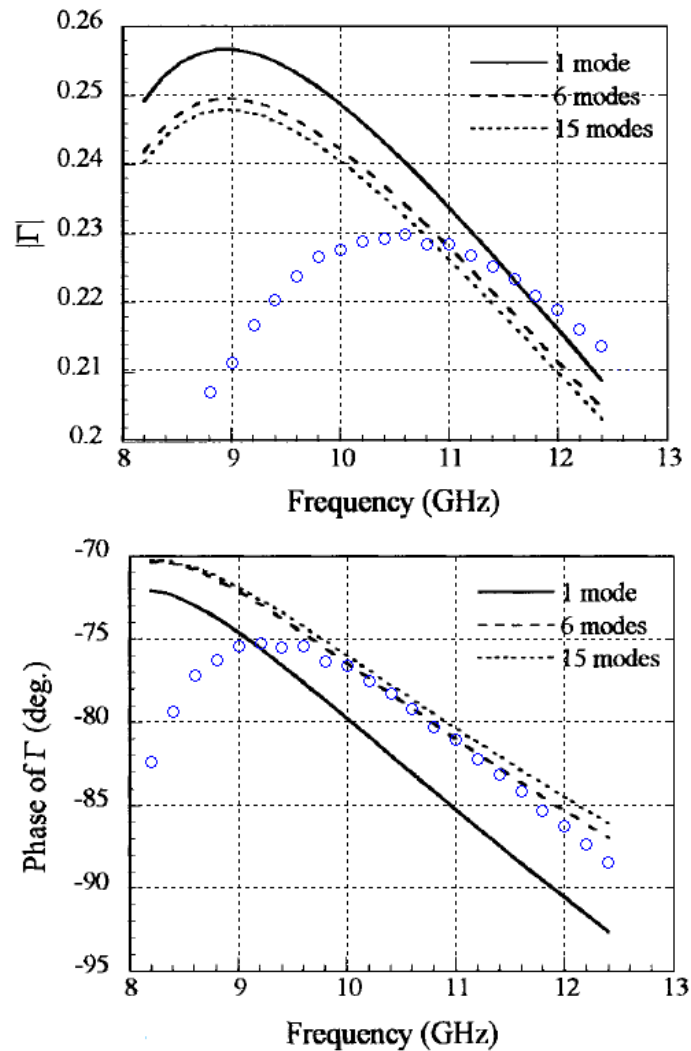 0.26
0.25
0.24
0.23
0.22
0.21
0.2
|Γ|
1 mode
6 modes
15 modes
8 9 10 11 12 13
Frequency (GHz)
-70
-75
-80
-85
-90
-95
Phase of Γ (deg.)
1 mode
6 modes
15 modes
8 9 10 11 12 13
Frequency (GHz)